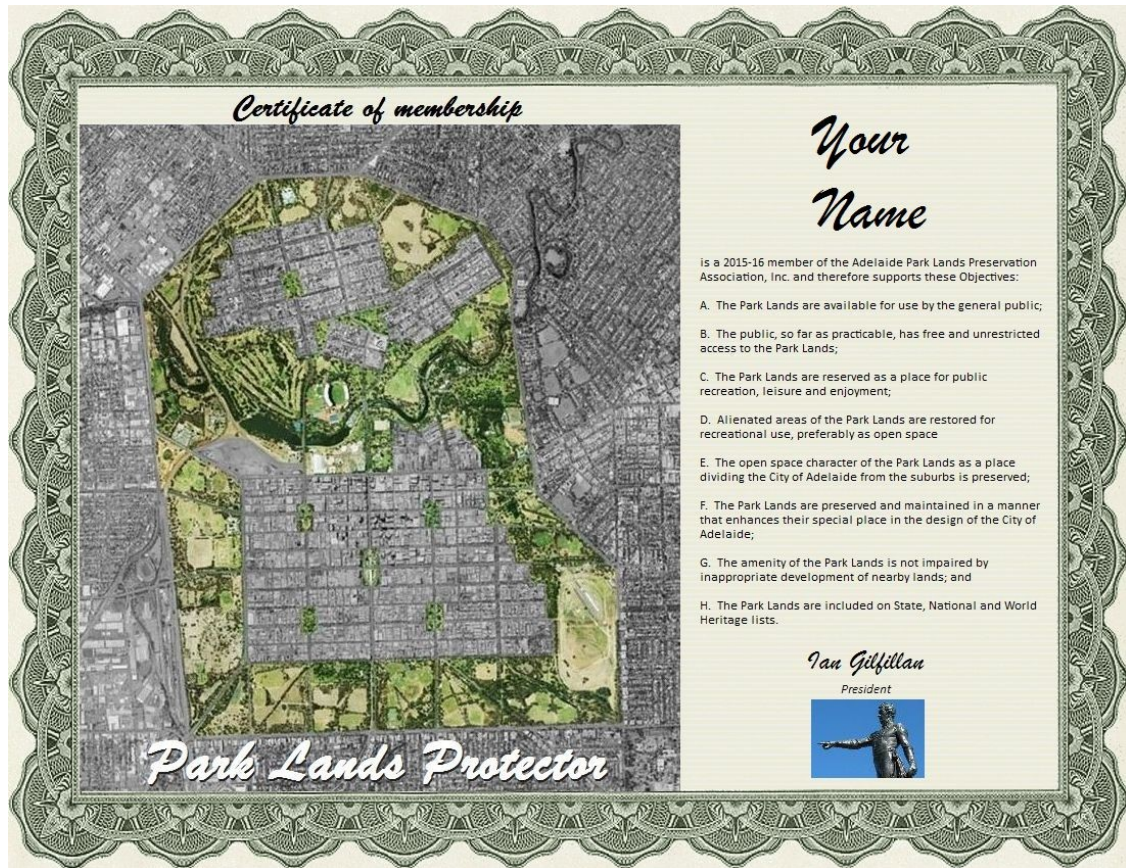 Certificate of membership
Park Lands Protector
Your
Name
is a 2015-16 member of the Adelaide Park Lands Preservation
Association, Inc. and therefore supports these Objectives:
A. The Park Lands are available for use by the general public;
B. The public, so far as practicable, has free and unrestricted
access to the Park Lands;
C. The Park Lands are reserved as a place for public
recreation, leisure and enjoyment;
D. Alienated areas of the Park Lands are restored for
recreational use, preferably as open space
E. The open space character of the Park Lands as a place
dividing the City of Adelaide from the suburbs is preserved;
F. The Park Lands are preserved and maintained in a manner
that enhances their special place in the design of the City of
Adelaide;
G. The amenity of the Park Lands is not impaired by
inappropriate development of nearby lands; and
H. The Park Lands are included on State, National and World
Heritage lists.
Ian Gilfillan
President